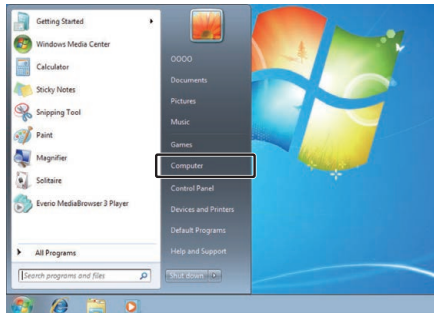 Getting Started
Windows Media Center
Calculator
Sticky Notes
Snipping Tool
Paint
Magnifier
Solitaire
Everio MediaBrowser 3 Player
All Programs
Search programs and files
OOOO
Documents
Pictures
Music
Games
Computer
Control Panel
Devices and Printers
Default Programs
Help and Support
Shut down